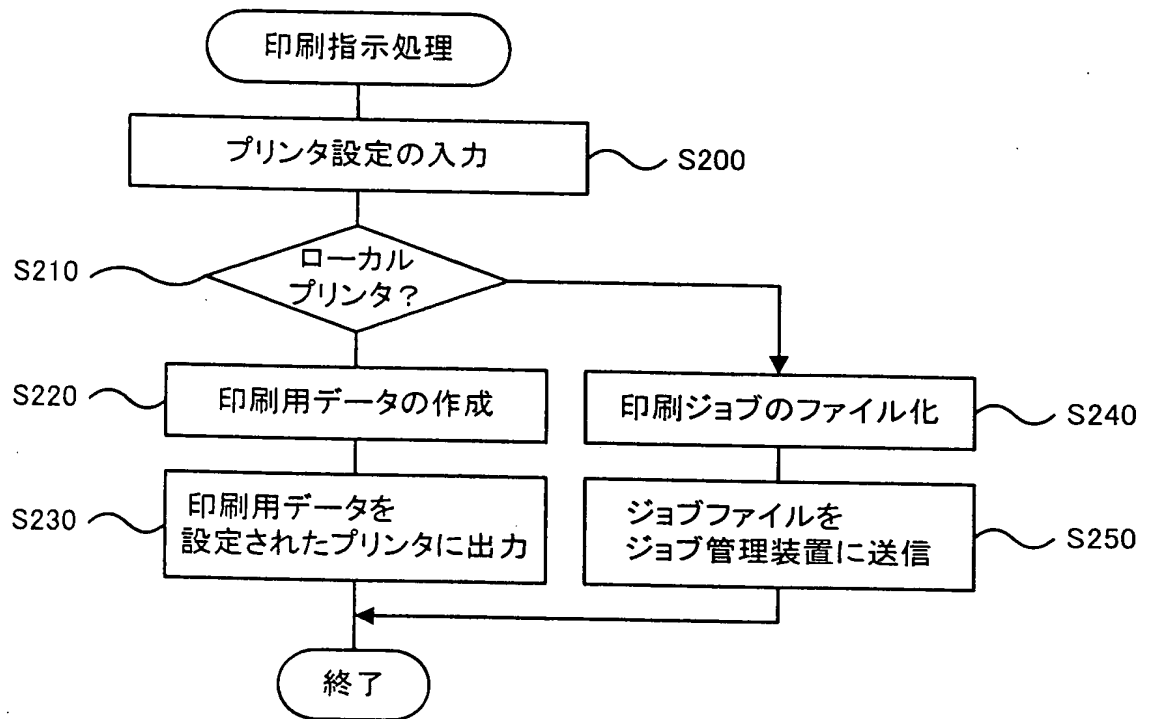 印刷指示処理
プリンタ設定の入力
S200
S210
ローカル
プリンタ?
S220
印刷用データの作成
印刷ジョブのファイル化
S240
S230
印刷用データを
設定されたプリンタに出力
ジョブファイルを
ジョブ管理装置に送信
S250
終了